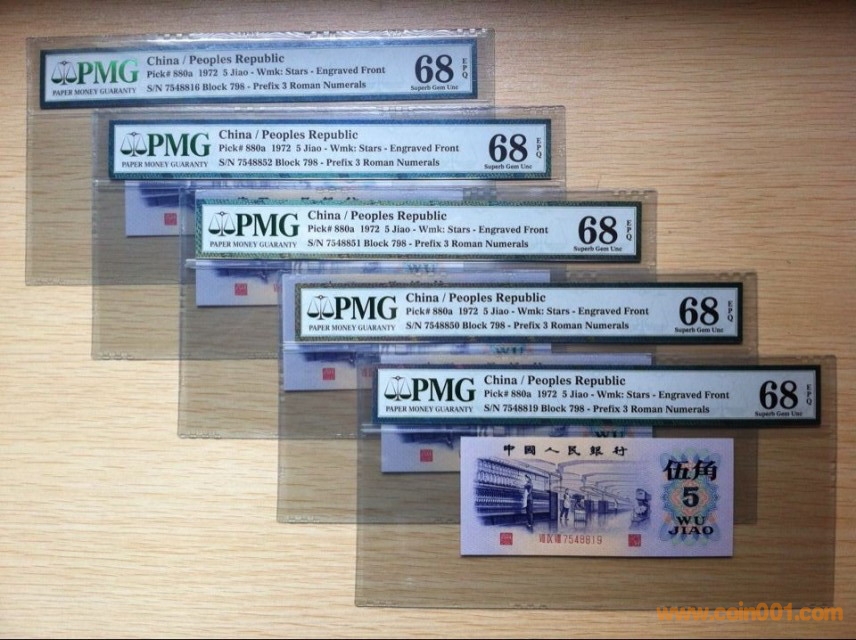 PMG
PAPER MONEY GUARANTY
China / Peoples Republic
Pick# 880a 1972 5 Jiao - Wmk: Stars - Engraved Front
S/N 7548816 Block 798 - Prefix 3 Roman Numerals
68
EPQ
Superb Gem Unc
PMG
PAPER MONEY GUARANTY
China / Peoples Republic
Pick# 880a 1972 5 Jiao - Wmk: Stars - Engraved Front
S/N 7548852 Block 798 - Prefix 3 Roman Numerals
68
EPQ
Superb Gem Unc
PMG
PAPER MONEY GUARANTY
China / Peoples Republic
Pick# 880a 1972 5 Jiao - Wmk: Stars - Engraved Front
S/N 7548851 Block 798 - Prefix 3 Roman Numerals
68
EPQ
Superb Gem Unc
WU
PMG
PAPER MONEY GUARANTY
China / Peoples Republic
Pick# 880a 1972 5 Jiao - Wmk: Stars - Engraved Front
S/N 7548850 Block 798 - Prefix 3 Roman Numerals
68
EPQ
Superb Gem Unc
WU
PMG
PAPER MONEY GUARANTY
China / Peoples Republic
Pick# 880a 1972 5 Jiao - Wmk: Stars - Engraved Front
S/N 7548819 Block 798 - Prefix 3 Roman Numerals
68
EPQ
Superb Gem Unc
中國人民銀行
伍角
5
WU
JIAO
7548819
www.coin001.com